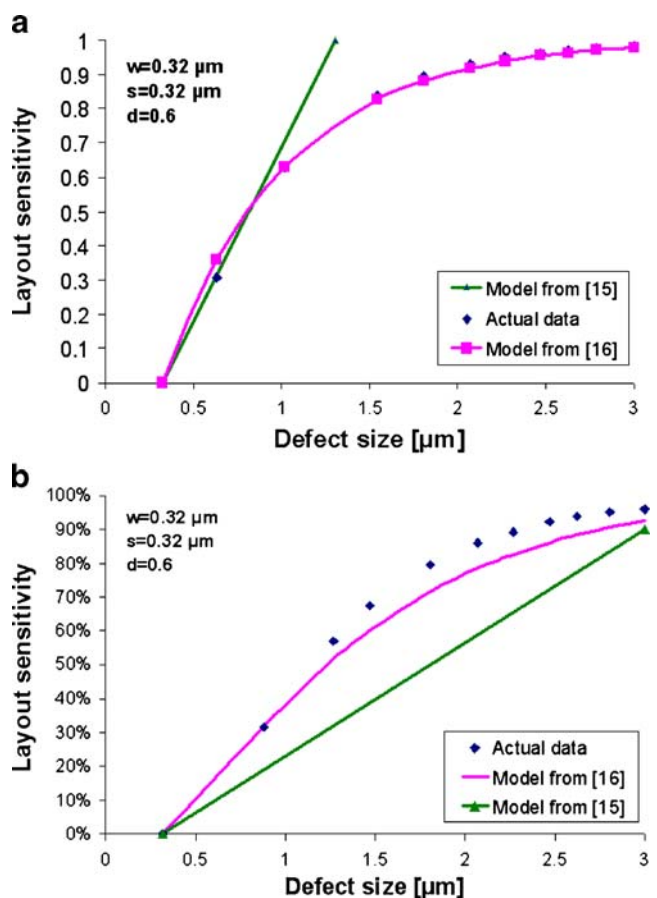 a
1
0.9
0.8
0.7
0.6
0.5
0.4
0.3
0.2
0.1
0
Layout sensitivity
w=0.32 µm
s=0.32 µm
d=0.6
Model from [15]
Actual data
Model from [16]
0
0.5
1
1.5
2
2.5
3
Defect size [µm]
b
100%
90%
80%
70%
60%
50%
40%
30%
20%
10%
0%
Layout sensitivity
w=0.32 µm
s=0.32 µm
d=0.6
Actual data
Model from [16]
Model from [15]
0
0.5
1
1.5
2
2.5
3
Defect size [µm]